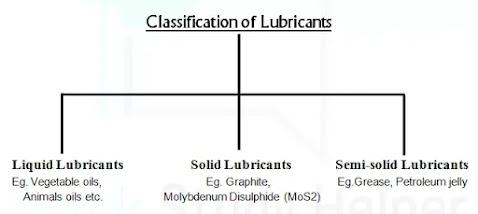 Classification of Lubricants
Liquid Lubricants
Eg. Vegetable oils,
Animals oils etc.
Solid Lubricants
Eg. Graphite,
Molybdenum Disulphide (MoS2)
Semi-solid Lubricants
Eg.Grease, Petroleum jelly